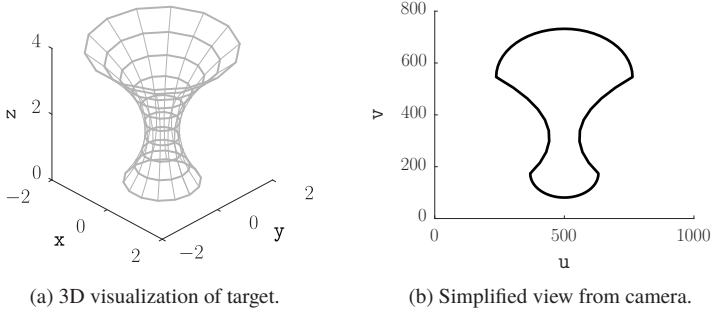 4
2
0
z
−2
0
2
x
−2
0
2
y
800
600
400
200
0
v
0
500
1000
u
(a) 3D visualization of target.
(b) Simplified view from camera.